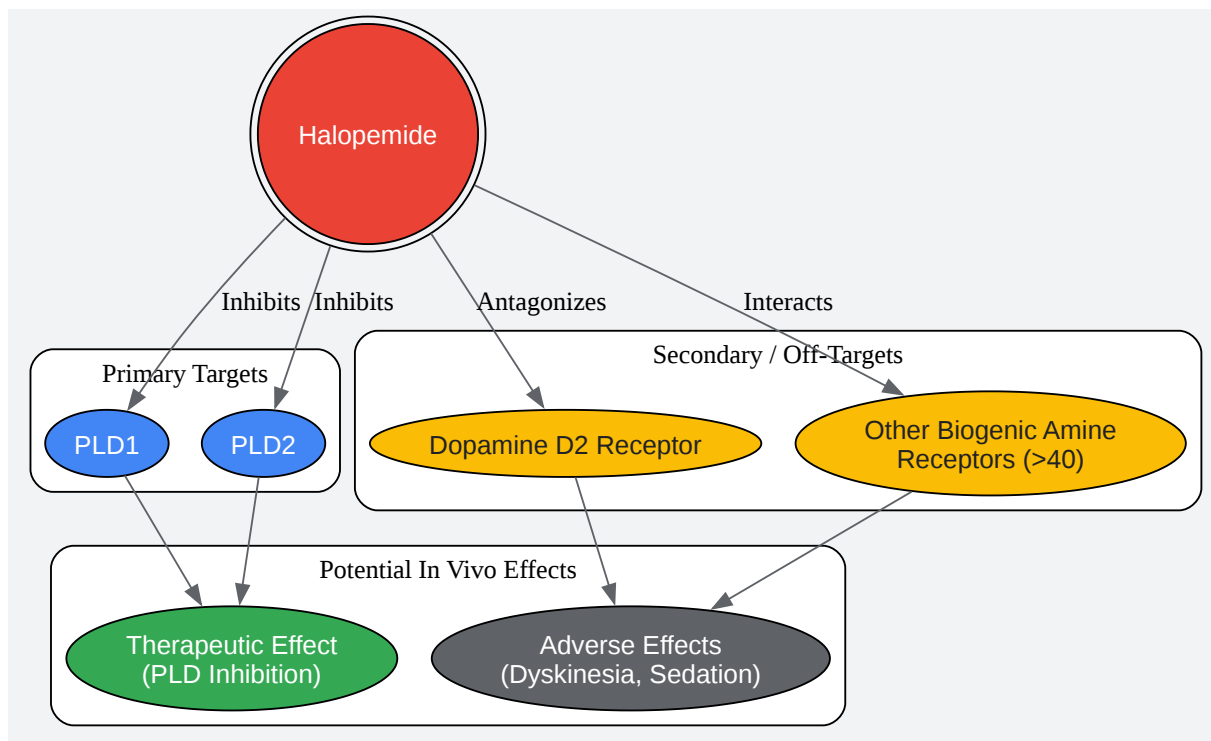 Halopemide
Inhibits
Inhibits
Antagonizes
Interacts
Primary Targets
Secondary / Off-Targets
PLD1
PLD2
Dopamine D2 Receptor
Other Biogenic Amine
Receptors (>40)
Potential In Vivo Effects
Therapeutic Effect
(PLD Inhibition)
Adverse Effects
(Dyskinesia, Sedation)